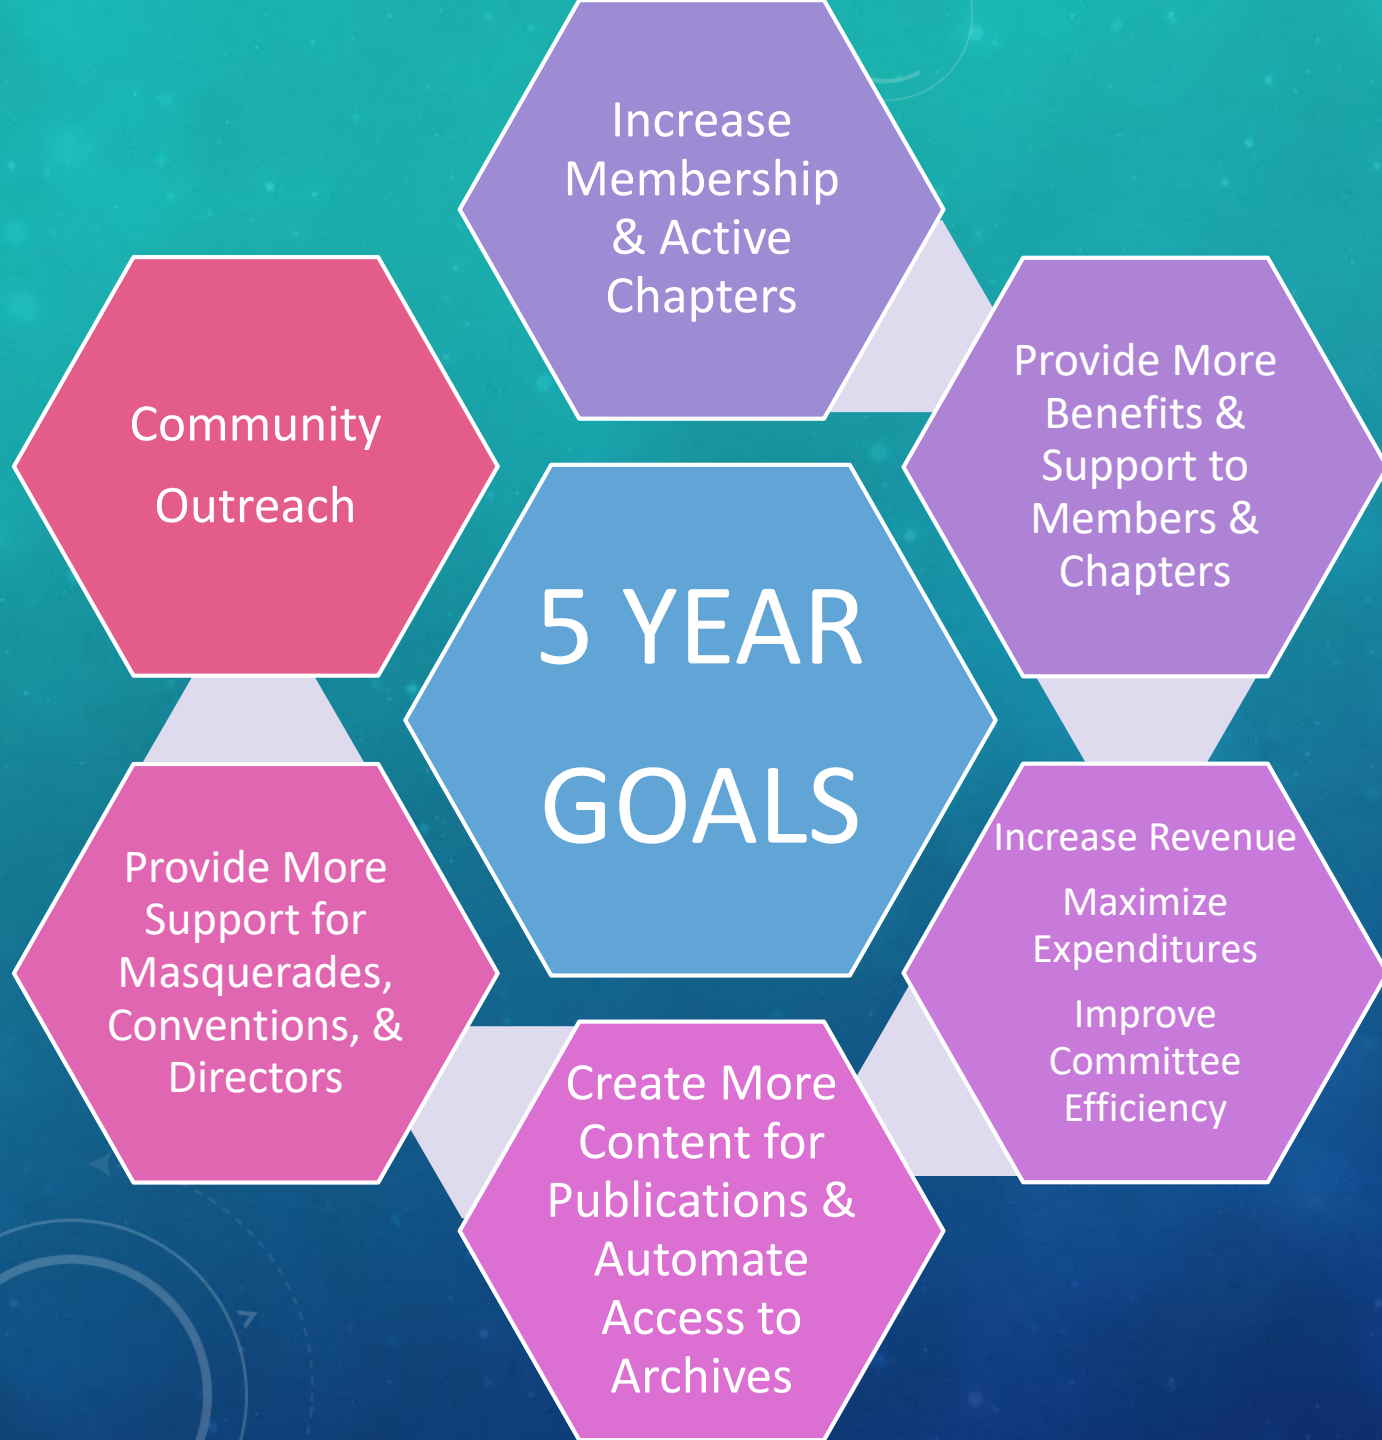 5 YEAR
GOALS
Increase
Membership
& Active
Chapters
Provide More
Benefits &
Support to
Members &
Chapters
Increase Revenue
Maximize
Expenditures
Improve
Committee
Efficiency
Create More
Content for
Publications &
Automate
Access to
Archives
Provide More
Support for
Masquerades,
Conventions, &
Directors
Community
Outreach